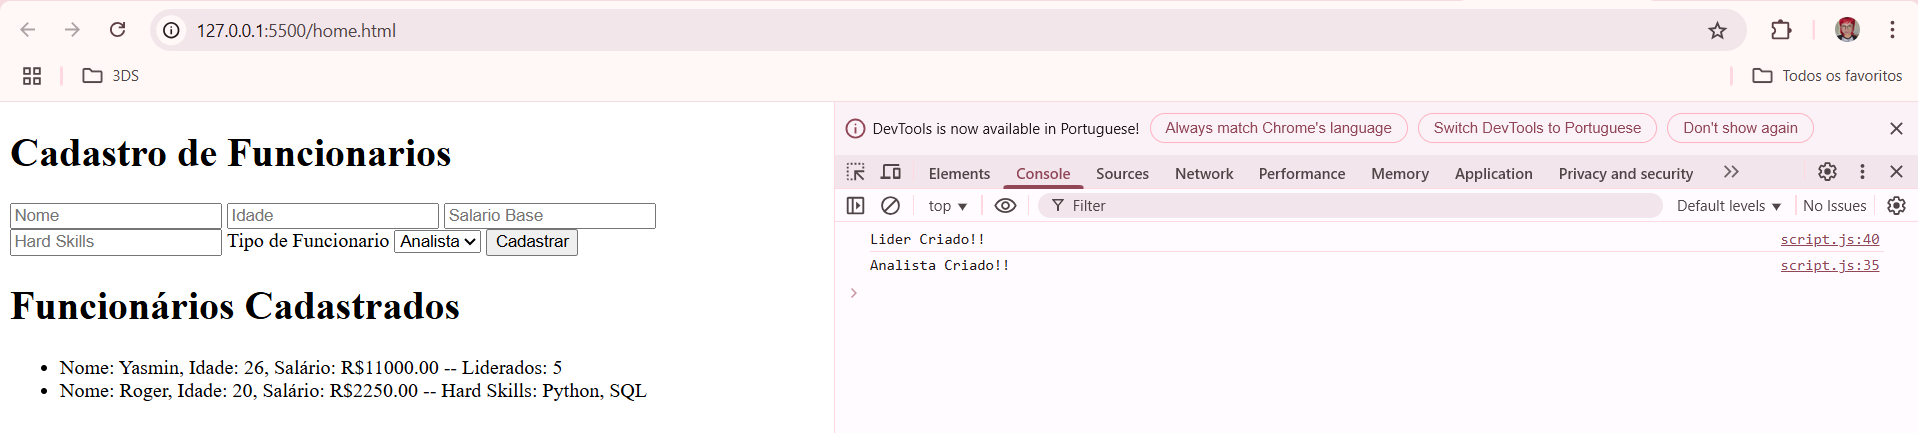 127.0.0.1:5500/home.html
3DS
Todos os favoritos
Cadastro de Funcionarios
Nome Idade Salario Base
Hard Skills Tipo de Funcionario Analista Cadastrar
Funcionários Cadastrados
Nome: Yasmin, Idade: 26, Salário: R$11000.00 -- Liderados: 5
Nome: Roger, Idade: 20, Salário: R$2250.00 -- Hard Skills: Python, SQL
DevTools is now available in Portuguese! Always match Chrome's language Switch DevTools to Portuguese Don't show again
Elements Console Sources Network Performance Memory Application Privacy and security
top Filter Default levels No Issues
Lider Criado!! script.js:40
Analista Criado!! script.js:35